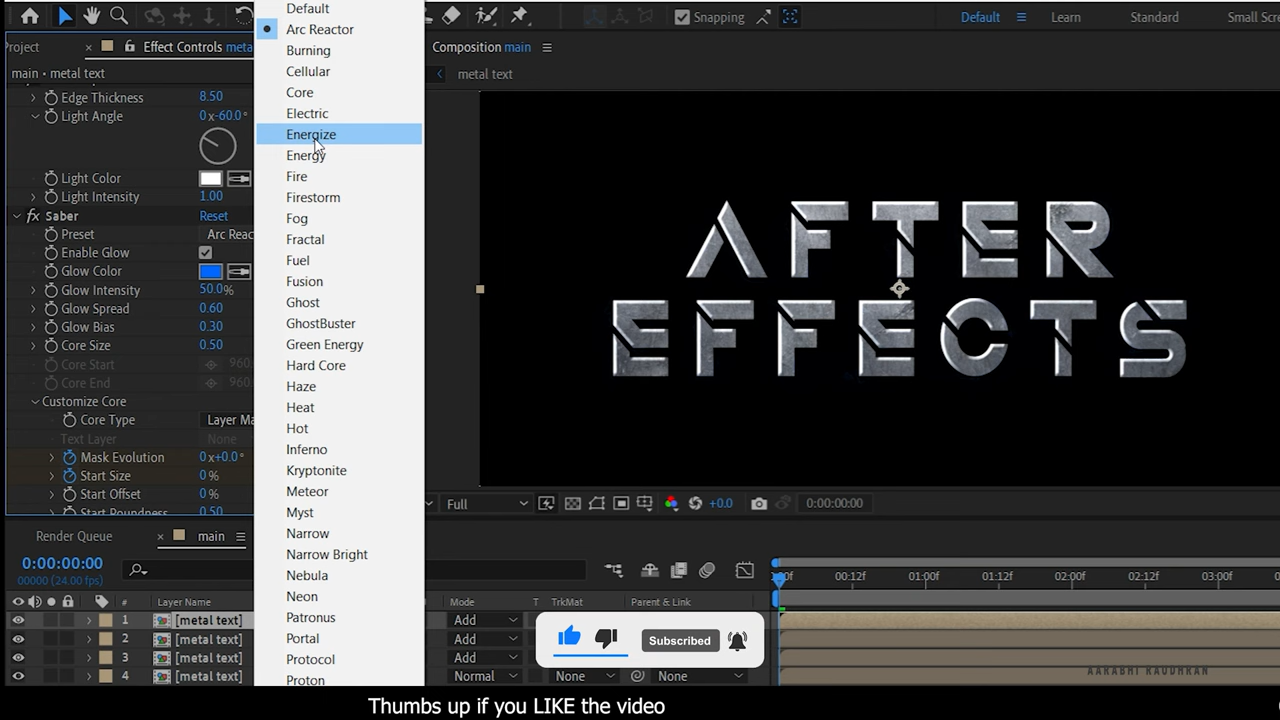 Snapping
Default
Learn
Standard
Small Scre
Project
Effect Controls meta
Composition main
main • metal text
metal text
Edge Thickness 8.50
Light Angle 0x-60.0°
Light Color
Light Intensity 1.00
fx Saber Reset
Preset Arc Reac
Enable Glow
Glow Color
Glow Intensity 50.0%
Glow Spread 0.60
Glow Bias 0.30
Core Size 0.50
Core Start 960.
Core End 960.
Customize Core
Core Type Layer Ma
Text Layer None
Mask Evolution 0x+0.0°
Start Size 0%
Start Offset 0%
Start Roundness 0.50
Default
Arc Reactor
Burning
Cellular
Core
Electric
Energize
Energy
Fire
Firestorm
Fog
Fractal
Fuel
Fusion
Ghost
GhostBuster
Green Energy
Hard Core
Haze
Heat
Hot
Inferno
Kryptonite
Meteor
Myst
Narrow
Narrow Bright
Nebula
Neon
Patronus
Portal
Protocol
Proton
AFTER
EFFECTS
Full
+0.0
0:00:00:00
Render Queue
main
0:00:00:00
00000 (24.00 fps)
# Layer Name Mode T TrkMat Parent & Link
1 [metal text] Add
2 [metal text] Add
3 [metal text] Add
4 [metal text] Normal None None
00:12f 01:00f 01:12f 02:00f 02:12f 03:00f
Subscribed
AARABHI RAUDHRAN
Thumbs up if you LIKE the video